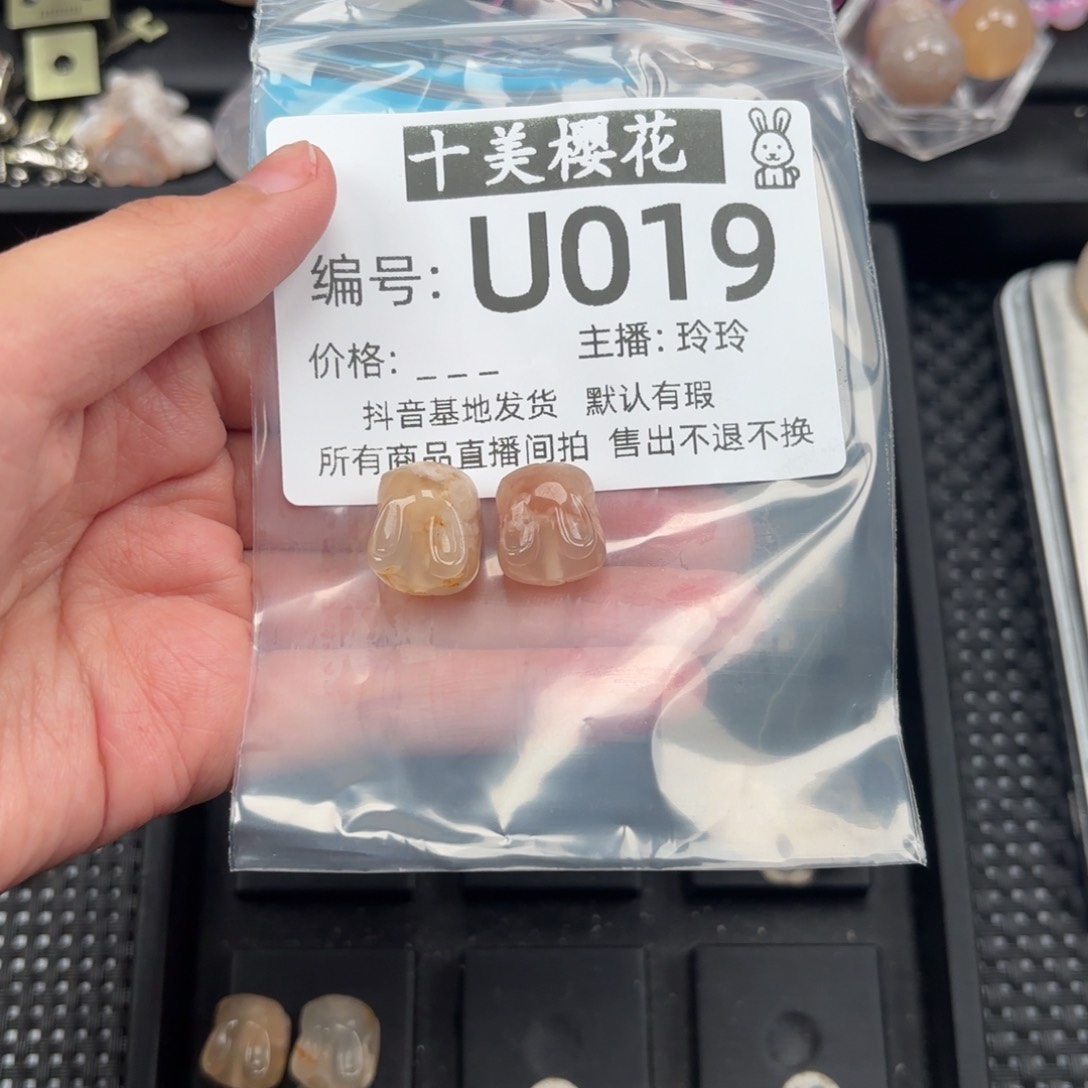 十美樱花
编号: U019
价格: _ _ _ 主播: 玲玲
抖音基地发货 默认有瑕
所有商品直播间拍 售出不退不换